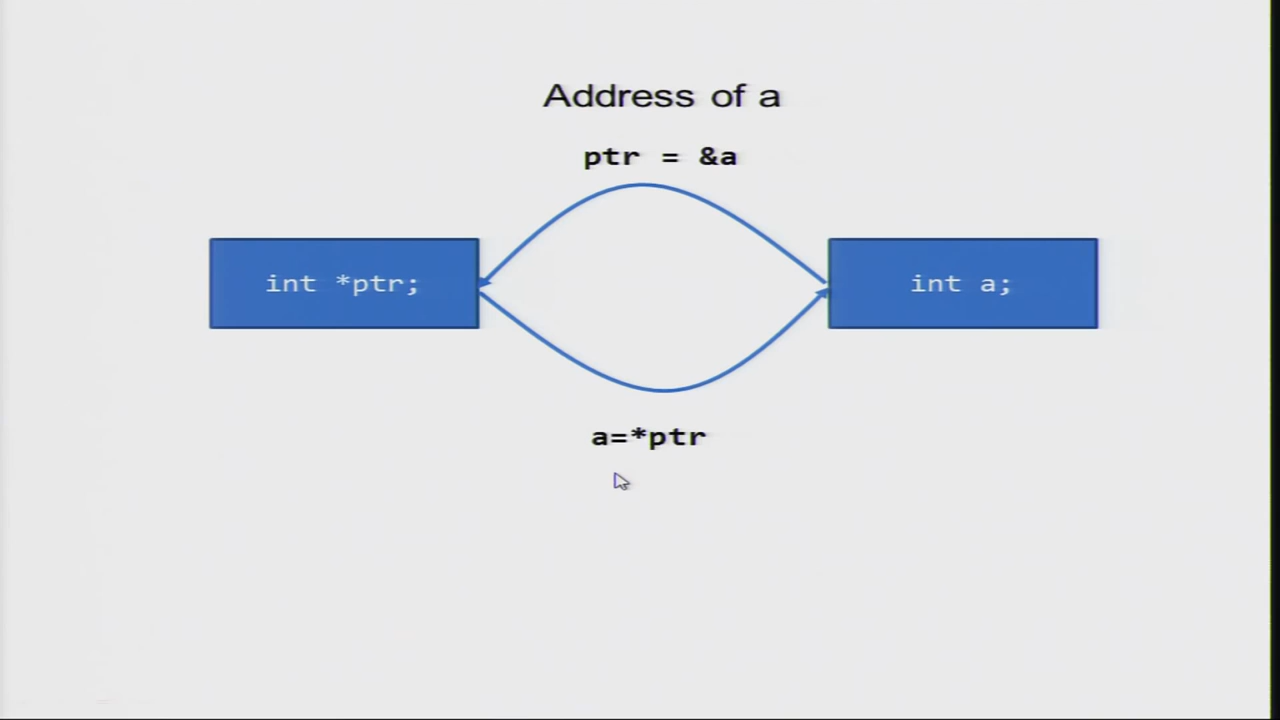 Address of a
ptr = &a
int *ptr;
int a;
a=*ptr